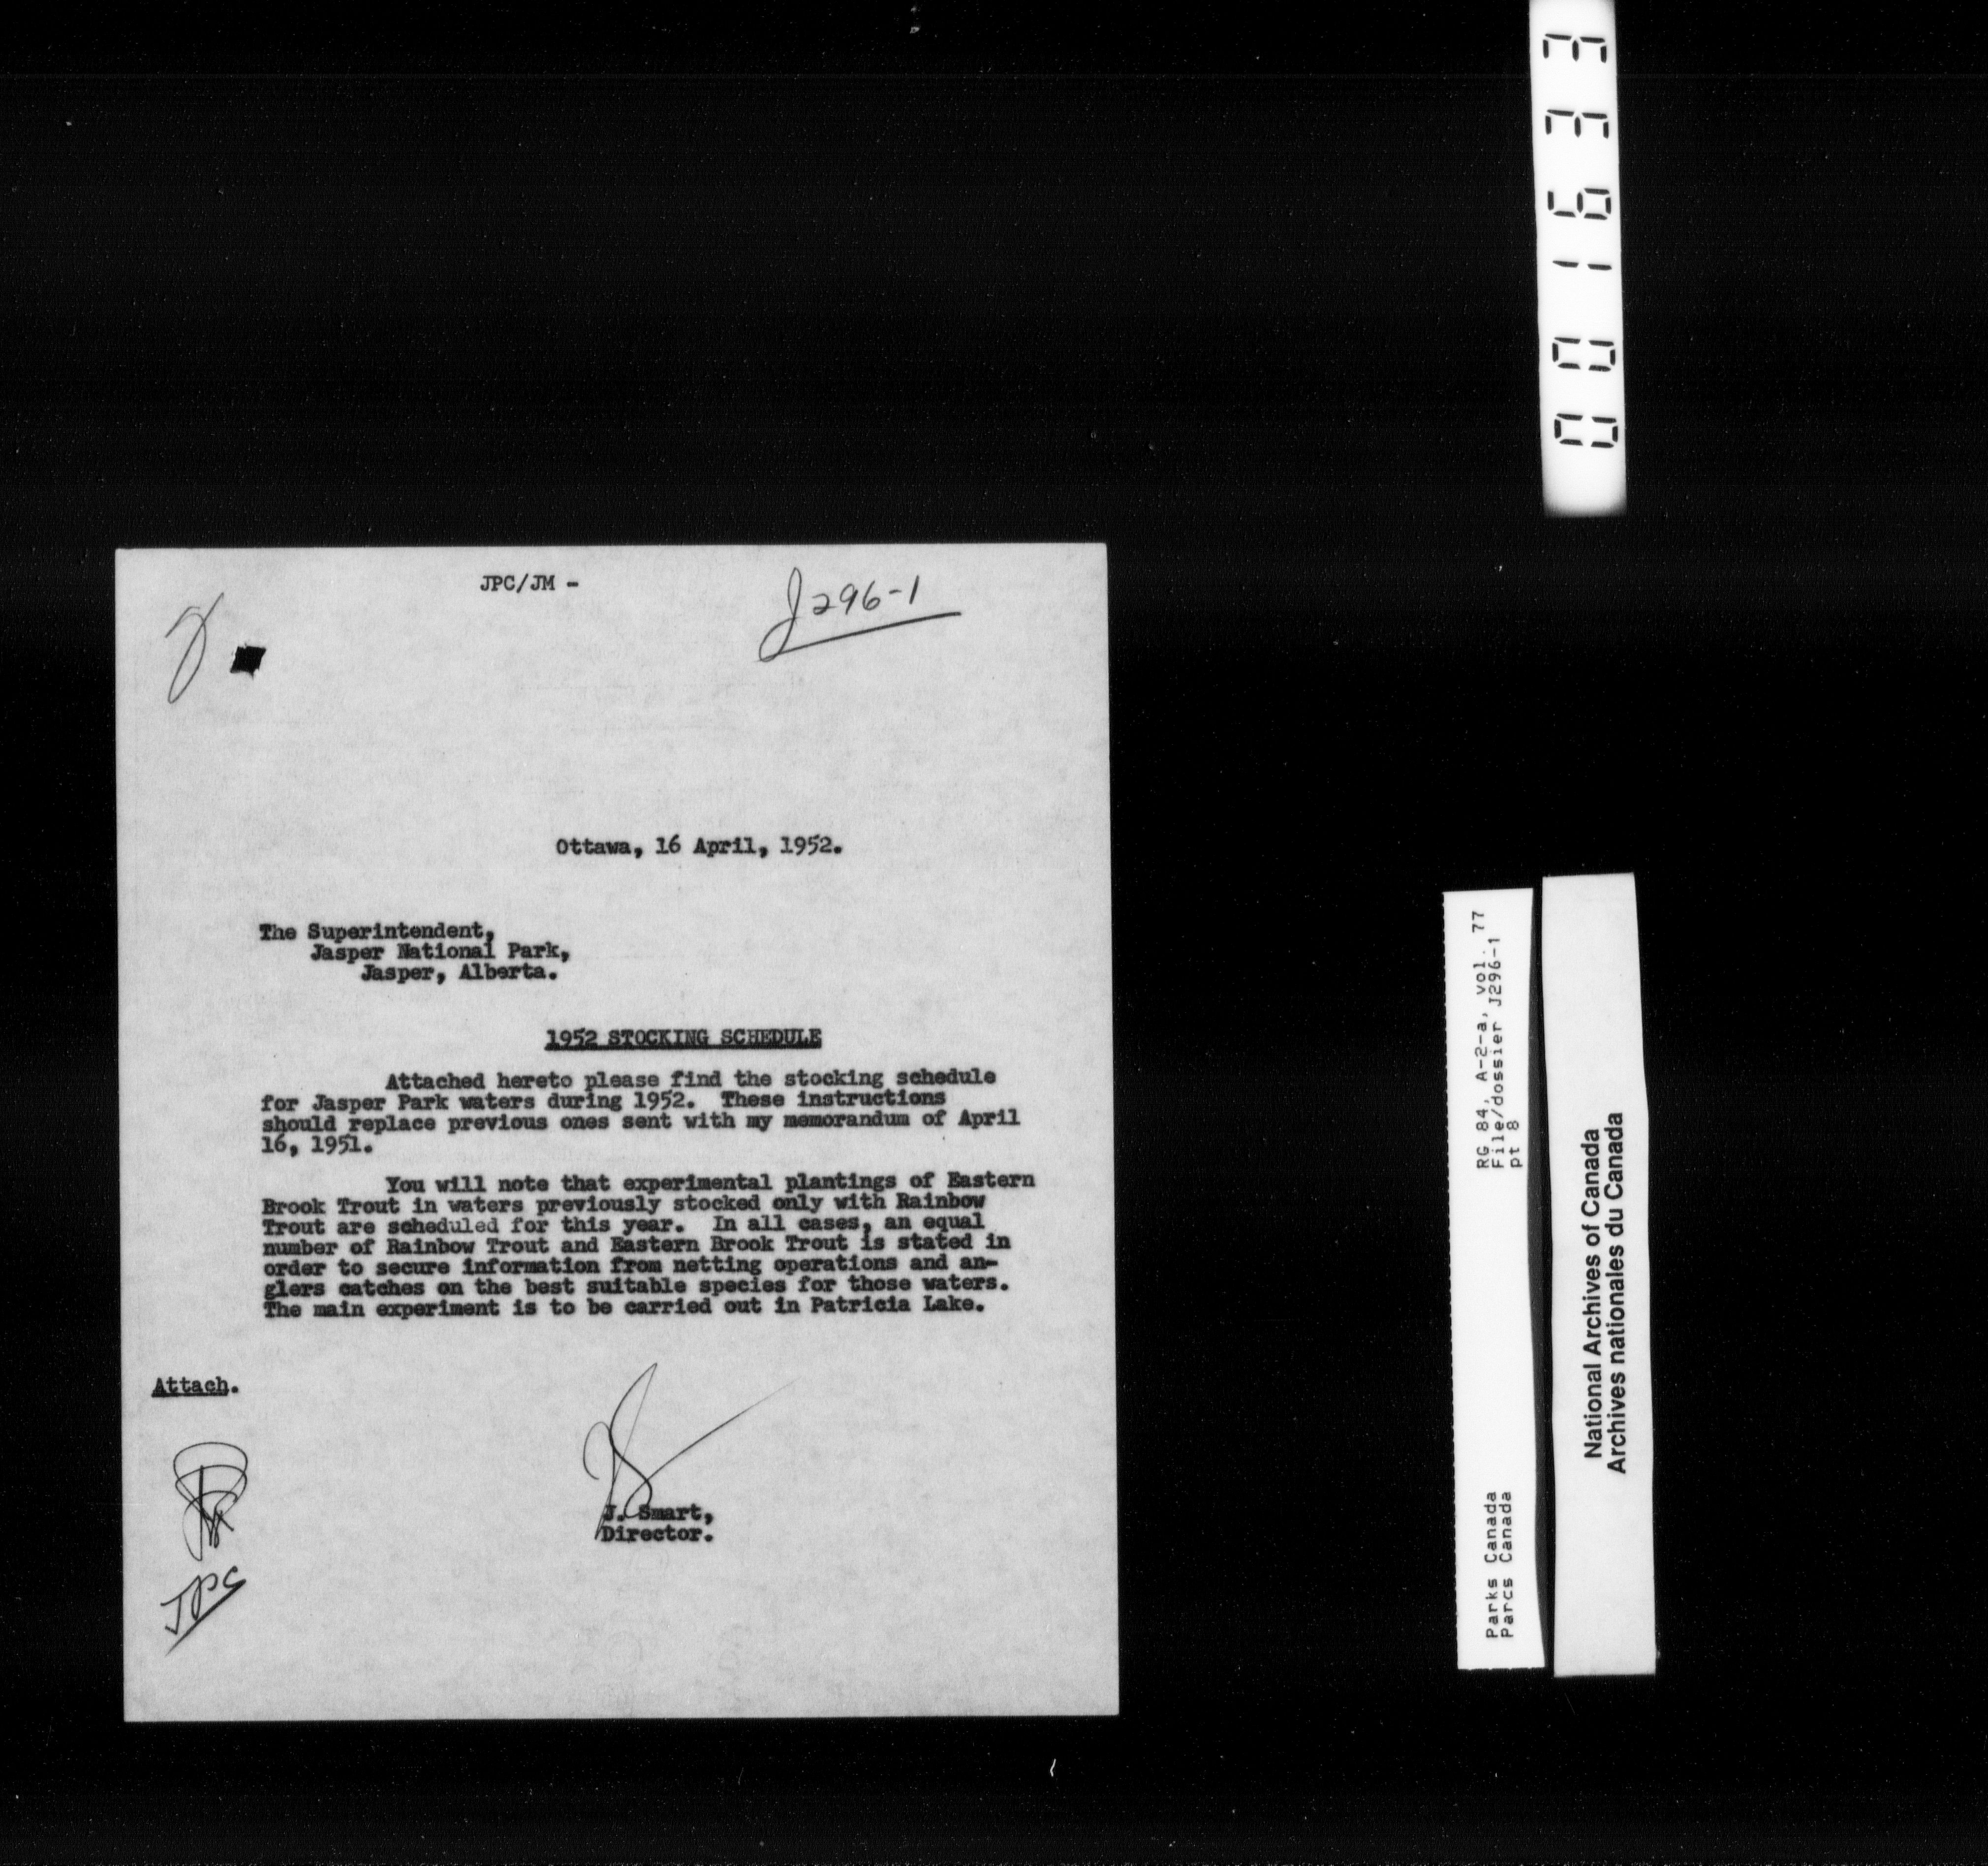 JPC/JM -
J296-1
Ottawa, 16 April, 1952.
The Superintendent,
Jasper National Park,
Jasper, Alberta.
1952 STOCKING SCHEDULE
Attached hereto please find the stocking schedule
for Jasper Park waters during 1952. These instructions
should replace previous ones sent with my memorandum of April
16, 1951.
You will note that experimental plantings of Eastern
Brook Trout in waters previously stocked only with Rainbow
Trout are scheduled for this year. In all cases, an equal
number of Rainbow Trout and Eastern Brook Trout is stated in
order to secure information from netting operations and an-
glers catches on the best suitable species for those waters.
The main experiment is to be carried out in Patricia Lake.
Attach.
J. Smart,
Director.
JPC
001633
RG 84, A-2-a, vol. 77
File/dossier J296-1
pt 8
Parks Canada
Parcs Canada
National Archives of Canada
Archives nationales du Canada